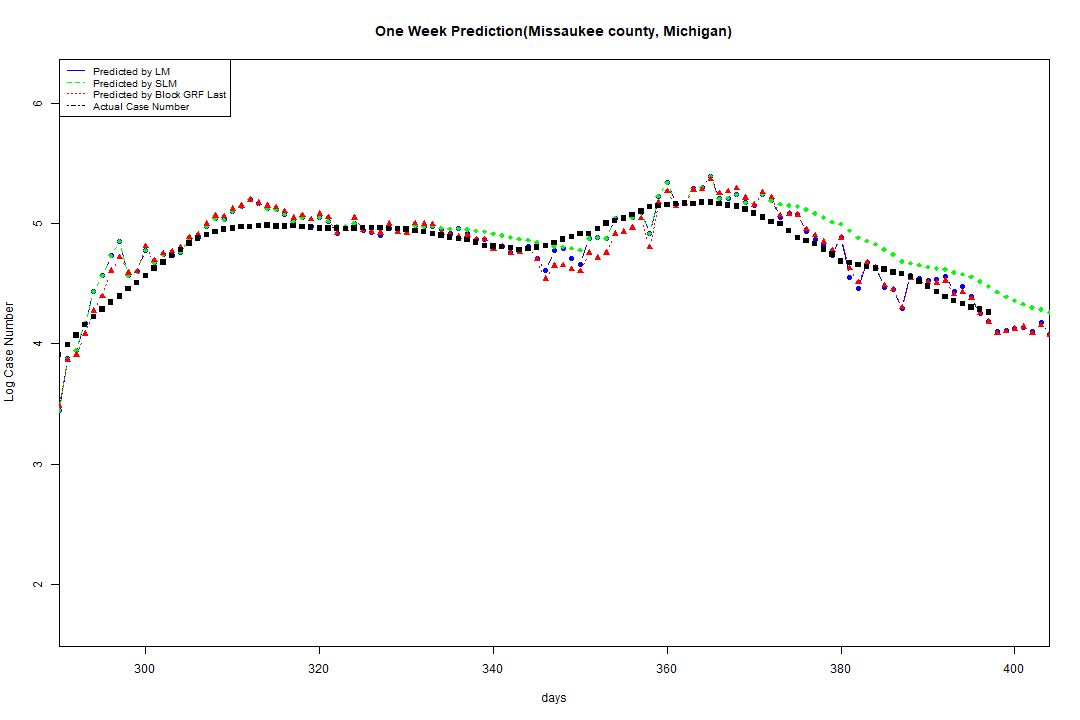 One Week Prediction(Missaukee county, Michigan)
Predicted by LM
Predicted by SLM
Predicted by Block GRF Last
Actual Case Number
6
5
4
3
2
Log Case Number
300 320 340 360 380 400
days